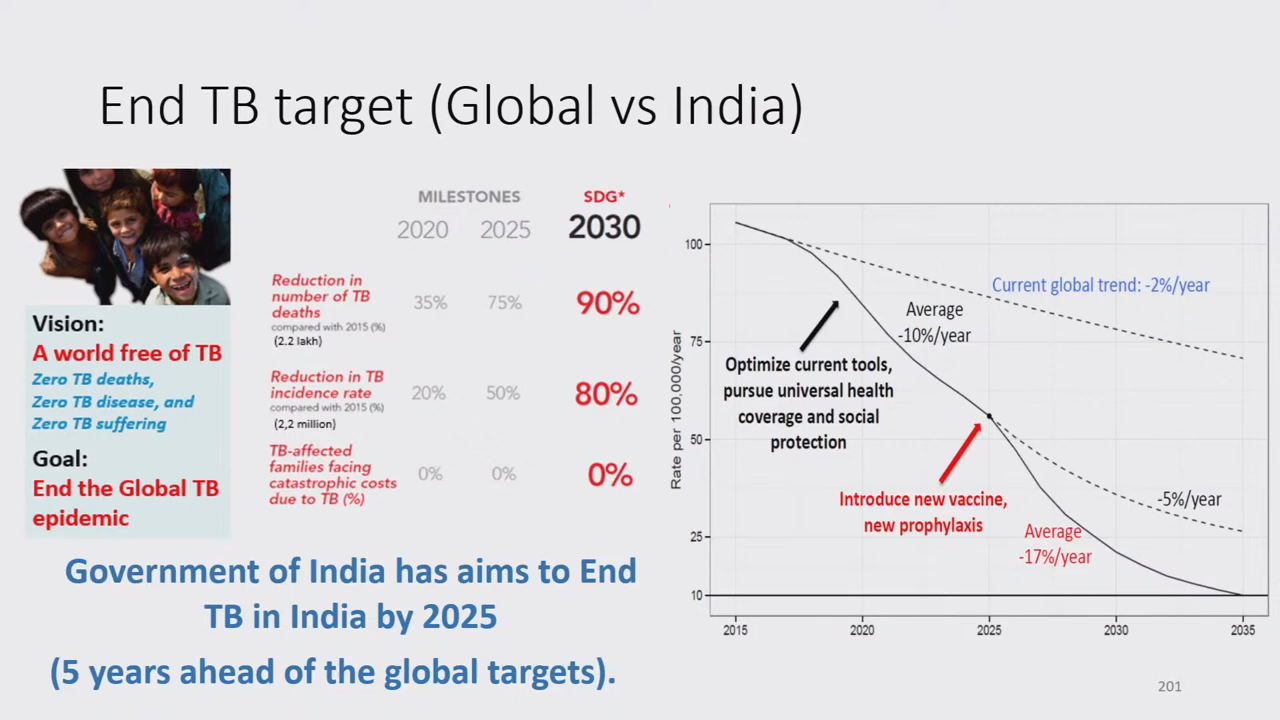 End TB target (Global vs India)
Vision:
A world free of TB
Zero TB deaths,
Zero TB disease, and
Zero TB suffering
Goal:
End the Global TB
epidemic
MILESTONES
SDG*
2020
2025
2030
Reduction in
number of TB
deaths
compared with 2015 (%)
(2.2 lakh)
35%
75%
90%
Reduction in TB
incidence rate
compared with 2015 (%)
(2,2 million)
20%
50%
80%
TB-affected
families facing
catastrophic costs
due to TB (%)
0%
0%
0%
Government of India has aims to End
TB in India by 2025
(5 years ahead of the global targets).
Rate per 100,000/year
100
75
50
25
10
2015
2020
2025
2030
2035
Current global trend: -2%/year
Average
-10%/year
Optimize current tools,
pursue universal health
coverage and social
protection
Introduce new vaccine,
new prophylaxis
-5%/year
Average
-17%/year
201